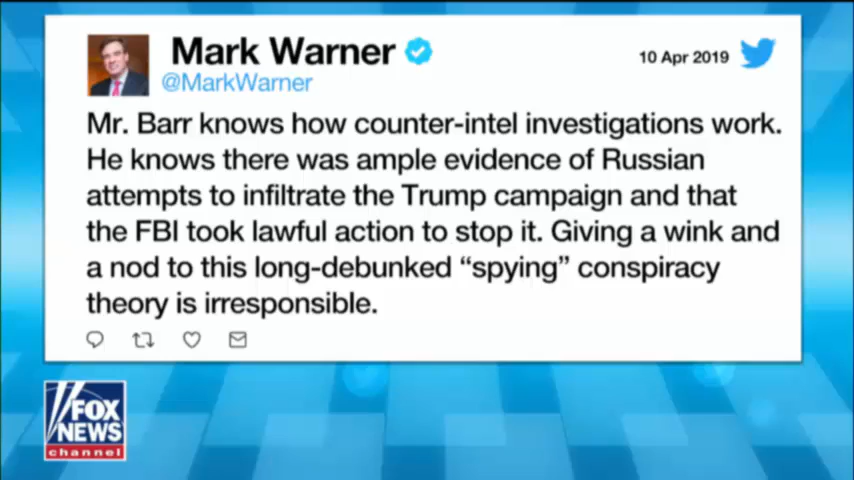 Mark Warner
@MarkWarner
10 Apr 2019
Mr. Barr knows how counter-intel investigations work.
He knows there was ample evidence of Russian
attempts to infiltrate the Trump campaign and that
the FBI took lawful action to stop it. Giving a wink and
a nod to this long-debunked “spying” conspiracy
theory is irresponsible.
FOX
NEWS
channel